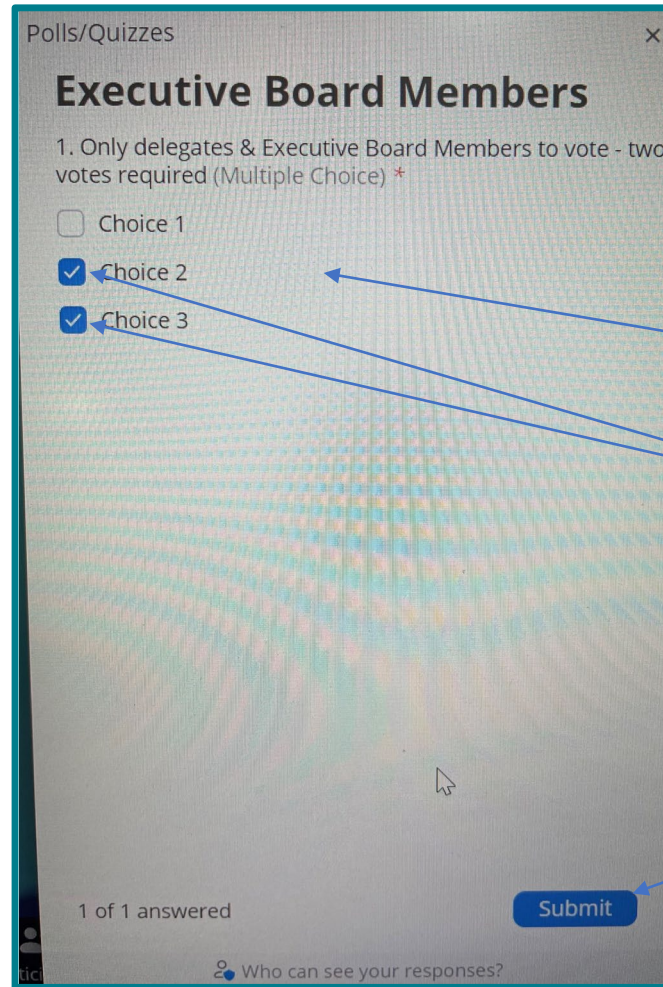 Polls/Quizzes
Executive Board Members
1. Only delegates & Executive Board Members to vote - two
votes required (Multiple Choice) *
Choice 1
Choice 2
Choice 3
1 of 1 answered
Submit
Who can see your responses?
tici